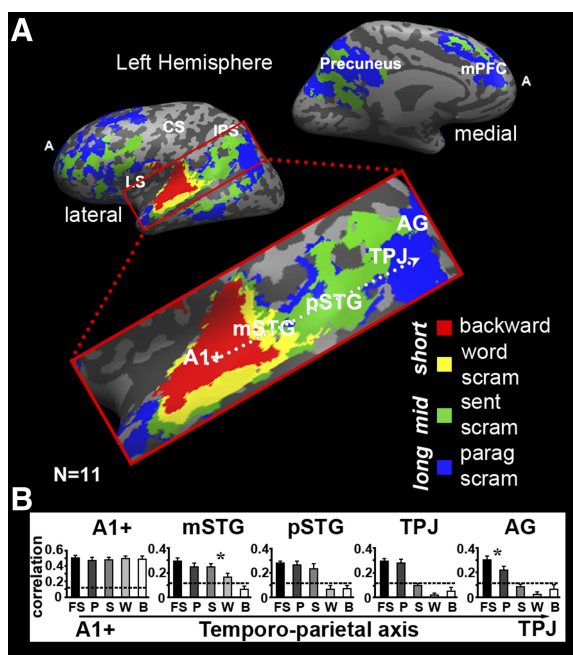 A
Left Hemisphere
Precuneus
mPFC
A
medial
CS
IPS
A
LS
lateral
AG
TPJ
pSTG
mSTG
A1+
short
mid
long
backward
word
scram
sent
scram
parag
scram
N=11
B
A1+ mSTG pSTG TPJ AG
correlation
0.6
0.4
0.2
0
FS P S W B
0.4
0.2
0
*
FS P S W B
0.4
0.2
0
FS P S W B
0.4
0.2
0
FS P S W B
0.4
0.2
0
*
FS P S W B
A1+ Temporo-parietal axis TPJ